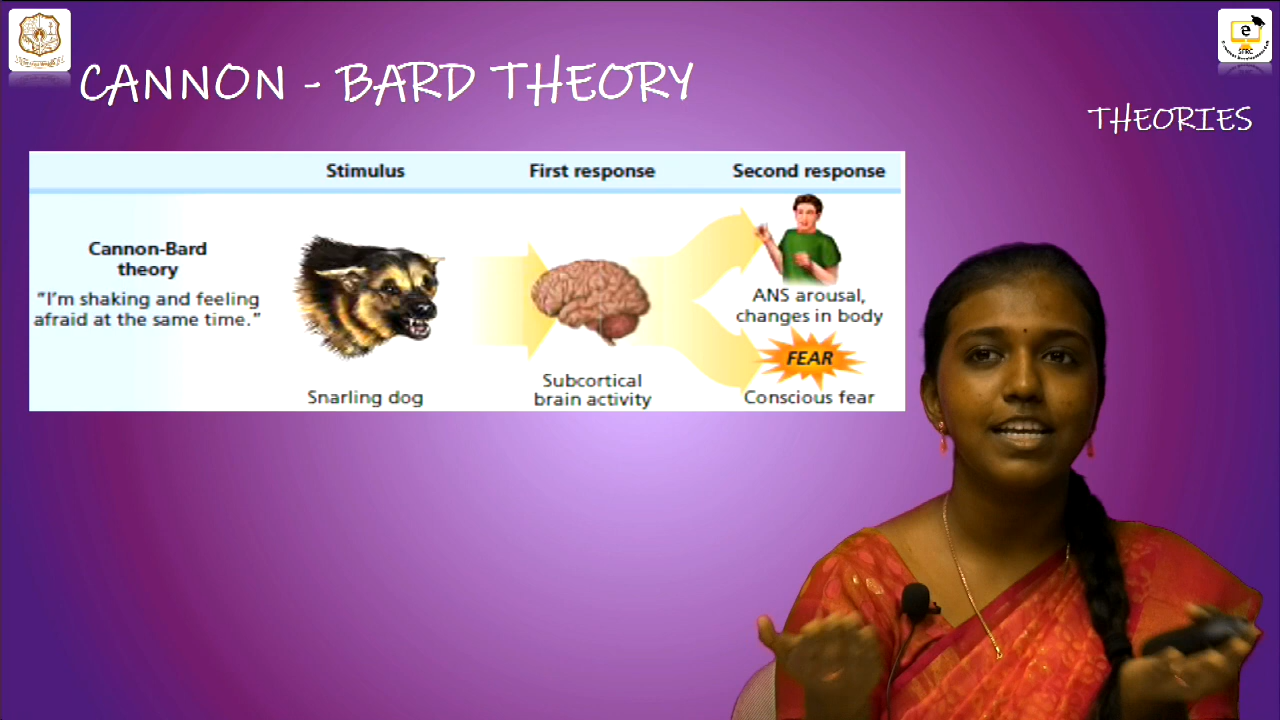 CANNON - BARD THEORY
THEORIES
Stimulus First response Second response
Cannon-Bard
theory
"I'm shaking and feeling
afraid at the same time."
Snarling dog
Subcortical
brain activity
ANS arousal,
changes in body
FEAR
Conscious fear
e
SFRC